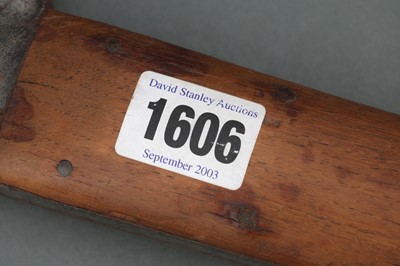 David Stanley Auctions
1606
September 2003